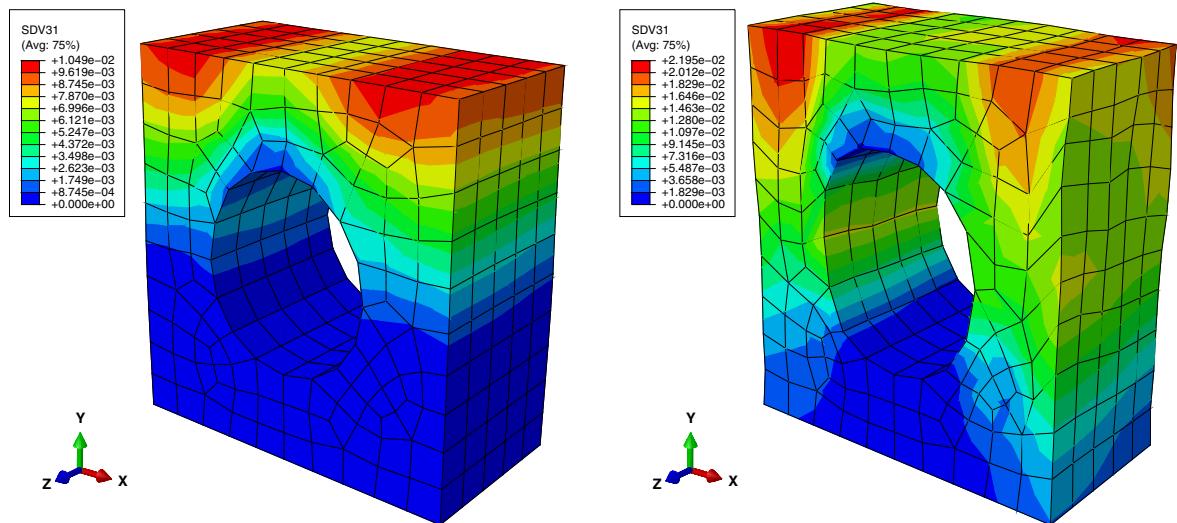 SDV31
(Avg: 75%)
+1.049e−02
+9.619e−03
+8.745e−03
+7.870e−03
+6.996e−03
+6.121e−03
+5.247e−03
+4.372e−03
+3.498e−03
+2.623e−03
+1.749e−03
+8.745e−04
+0.000e+00
Y
Z
X
SDV31
(Avg: 75%)
+2.195e−02
+2.012e−02
+1.829e−02
+1.646e−02
+1.463e−02
+1.280e−02
+1.097e−02
+9.145e−03
+7.316e−03
+5.487e−03
+3.658e−03
+1.829e−03
+0.000e+00
Y
Z
X